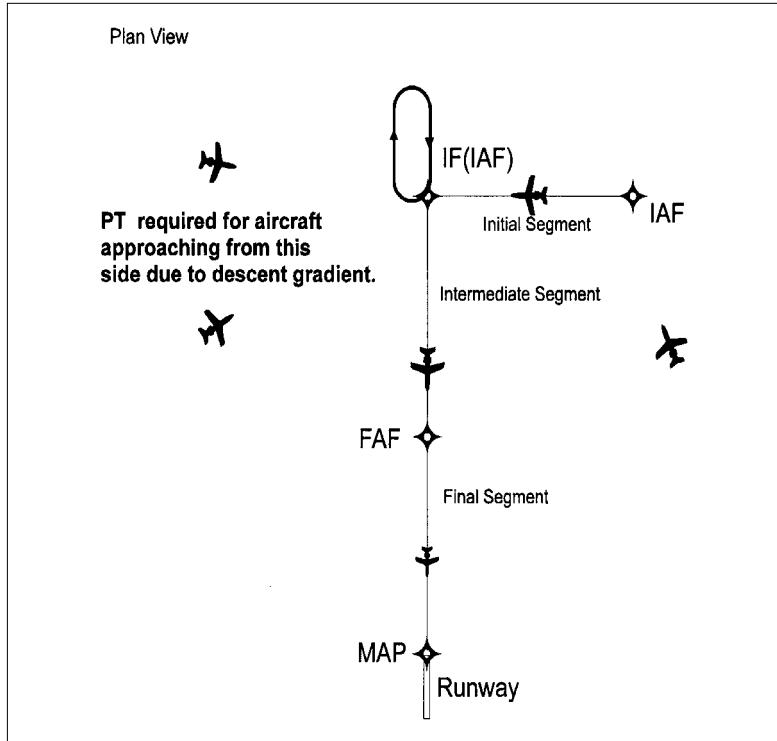 Plan View
IF(IAF)
IAF
Initial Segment
PT required for aircraft
approaching from this
side due to descent gradient.
Intermediate Segment
FAF
Final Segment
MAP
Runway